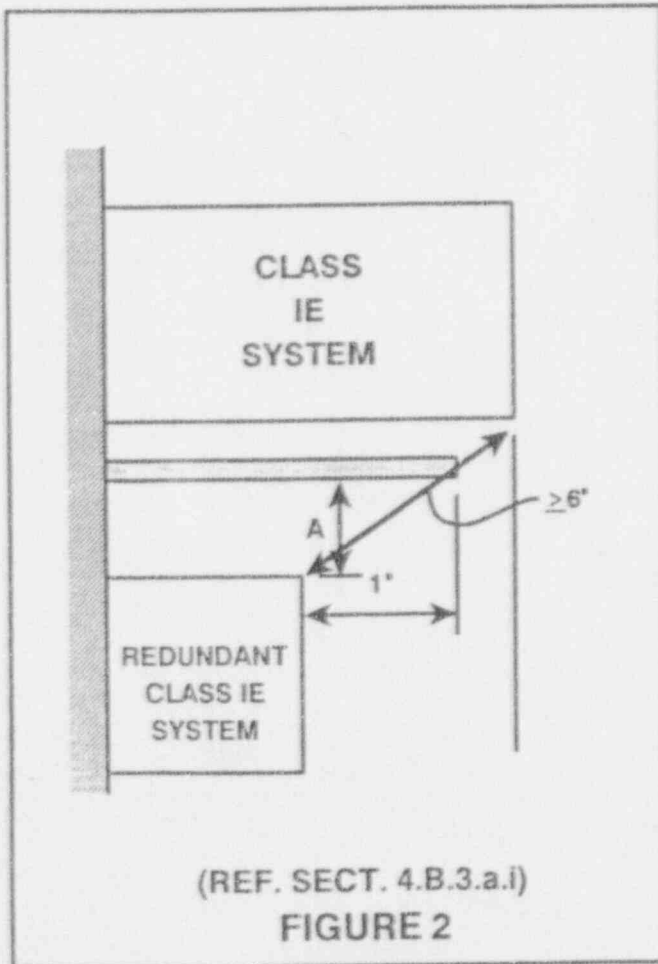 CLASS
IE
SYSTEM
≥6"
A
1"
REDUNDANT
CLASS IE
SYSTEM
(REF. SECT. 4.B.3.a.i)
FIGURE 2